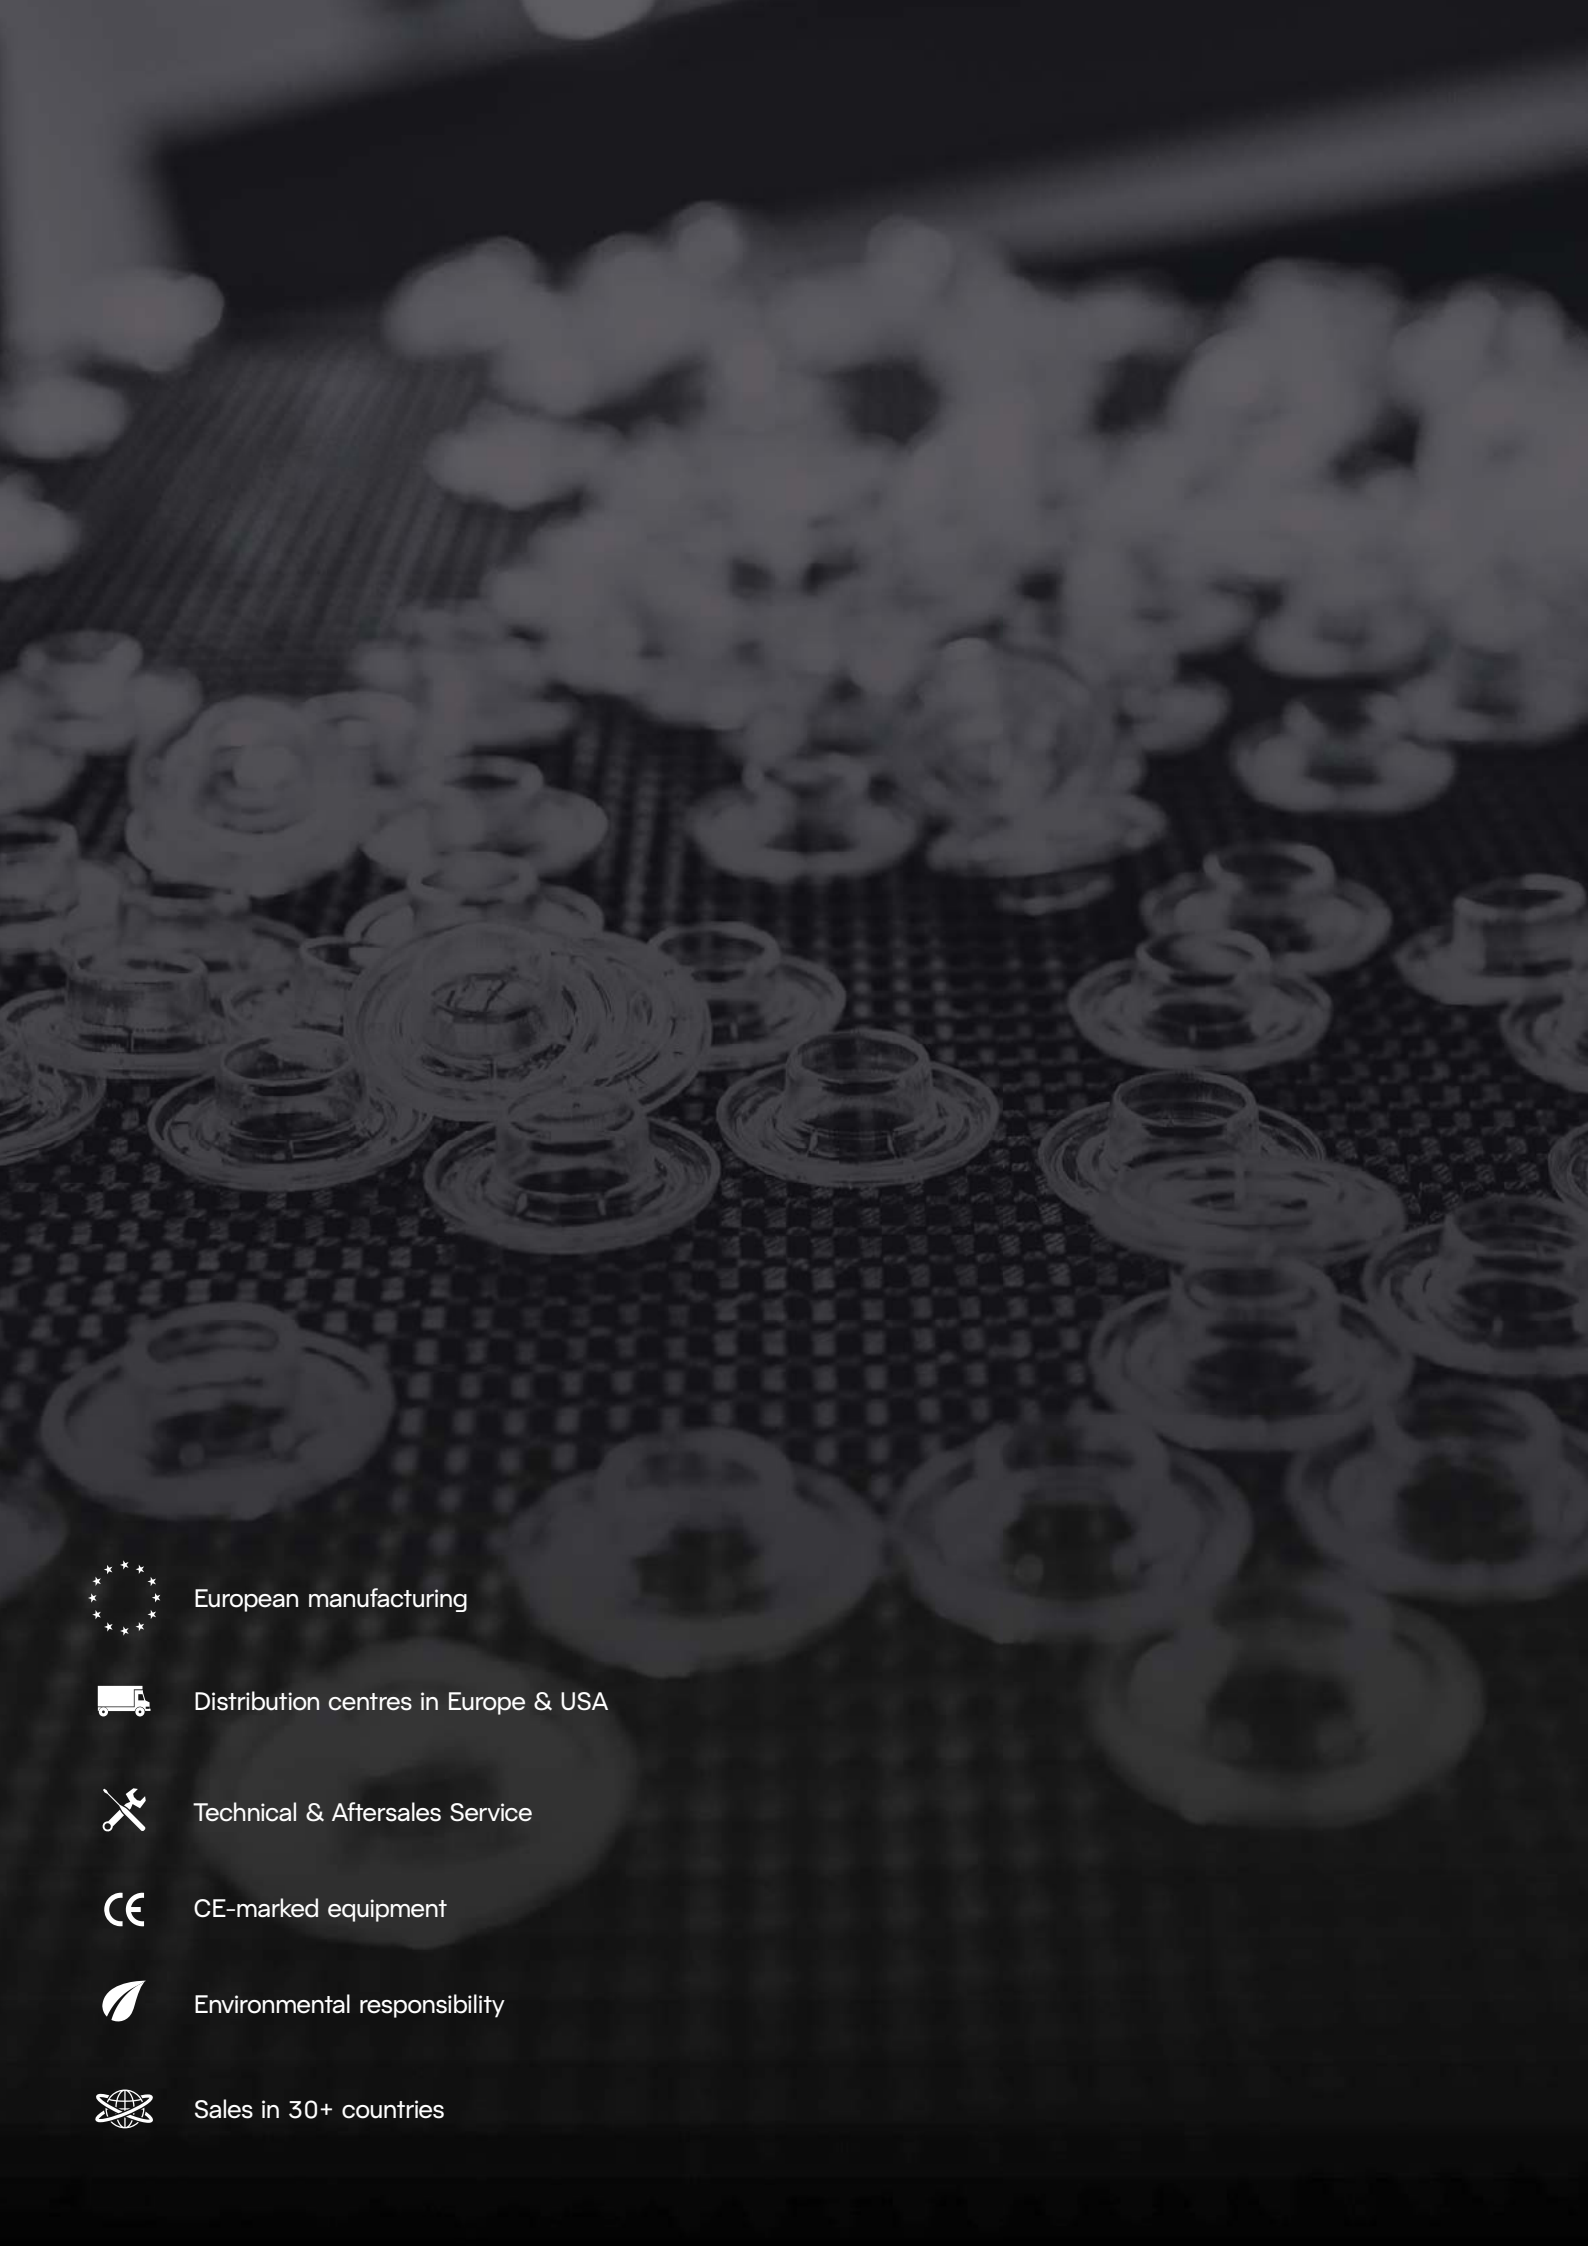 European manufacturing
Distribution centres in Europe & USA
Technical & Aftersales Service
CE-marked equipment
Environmental responsibility
Sales in 30+ countries